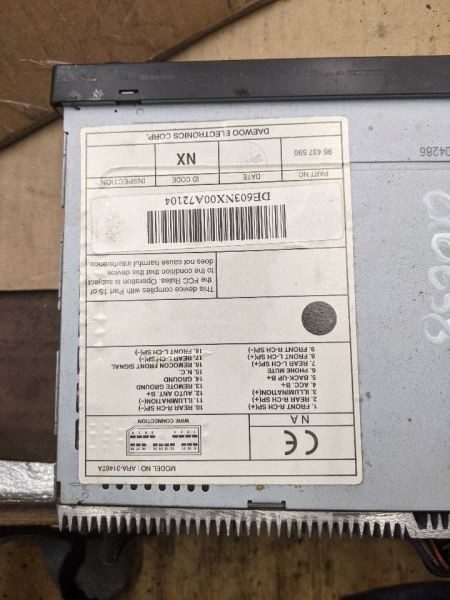 MODEL NO : ARA-3146TA
WIRE CONNECTION
CE
N A
1. FRONT R-CH SP(+)
2. REAR R-CH SP(+)
3. ILLUMINATION(+)
4. ACC. B+
5. BACK-UP B+
6. PHONE MUTE
7. REAR L-CH SP(+)
8. FRONT L-CH SP(+)
9. FRONT R-CH SP(-)
10. REAR R-CH SP(-)
11. ILLUMINATION(-)
12. AUTO ANT B+
13. REMOTE GROUND
14. GROUND
15. N.C
16. REMOCON FRONT SIGNAL
17. REAR L-CH SP(-)
18. FRONT L-CH SP(-)
This device complies with Part 15 of
the FCC Rules. Operation is subject
to the condition that this device
does not cause harmful interference
DE603NX00A72104
PART NO. DATE ID CODE INSPECTION
96 437 590 NX
DAEWOO ELECTRONICS CORP.